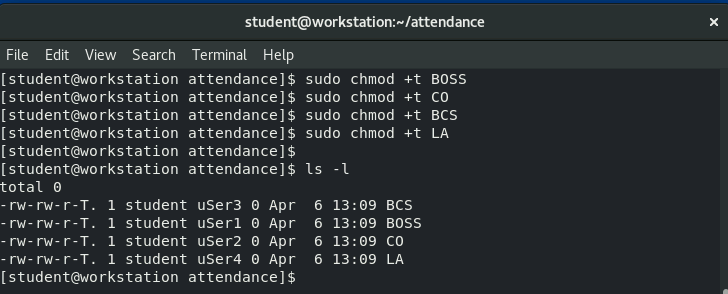 student@workstation:~/attendance
File Edit View Search Terminal Help
[student@workstation attendance]$ sudo chmod +t BOSS
[student@workstation attendance]$ sudo chmod +t CO
[student@workstation attendance]$ sudo chmod +t BCS
[student@workstation attendance]$ sudo chmod +t LA
[student@workstation attendance]$
[student@workstation attendance]$ ls -l
total 0
-rw-rw-r-T. 1 student uSer3 0 Apr  6 13:09 BCS
-rw-rw-r-T. 1 student uSer1 0 Apr  6 13:09 BOSS
-rw-rw-r-T. 1 student uSer2 0 Apr  6 13:09 CO
-rw-rw-r-T. 1 student uSer4 0 Apr  6 13:09 LA
[student@workstation attendance]$